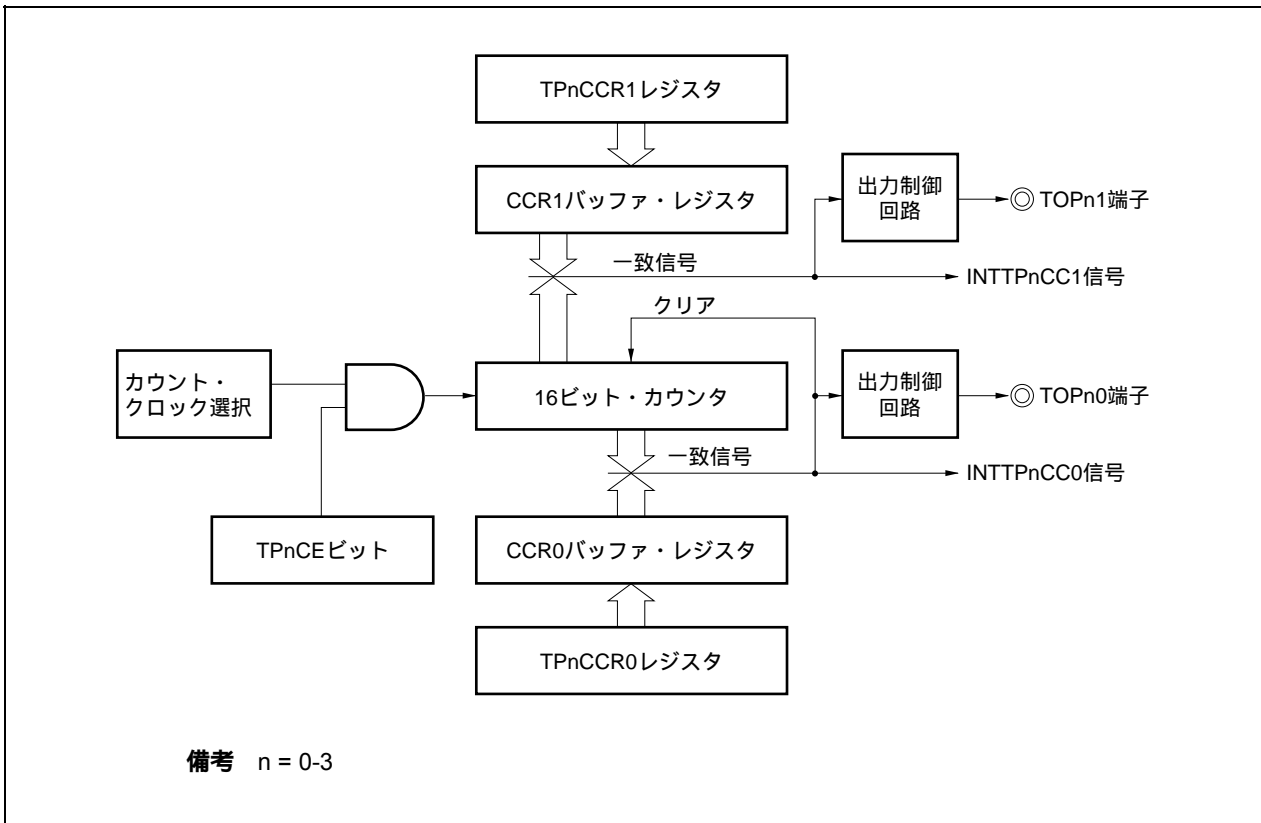 TPnCCR1レジスタ
CCR1バッファ・レジスタ
出力制御
回路
TOPn1端子
一致信号
INTTPnCC1信号
クリア
カウント・
クロック選択
16ビット・カウンタ
出力制御
回路
TOPn0端子
一致信号
INTTPnCC0信号
TPnCEビット
CCR0バッファ・レジスタ
TPnCCR0レジスタ
備考 n = 0-3